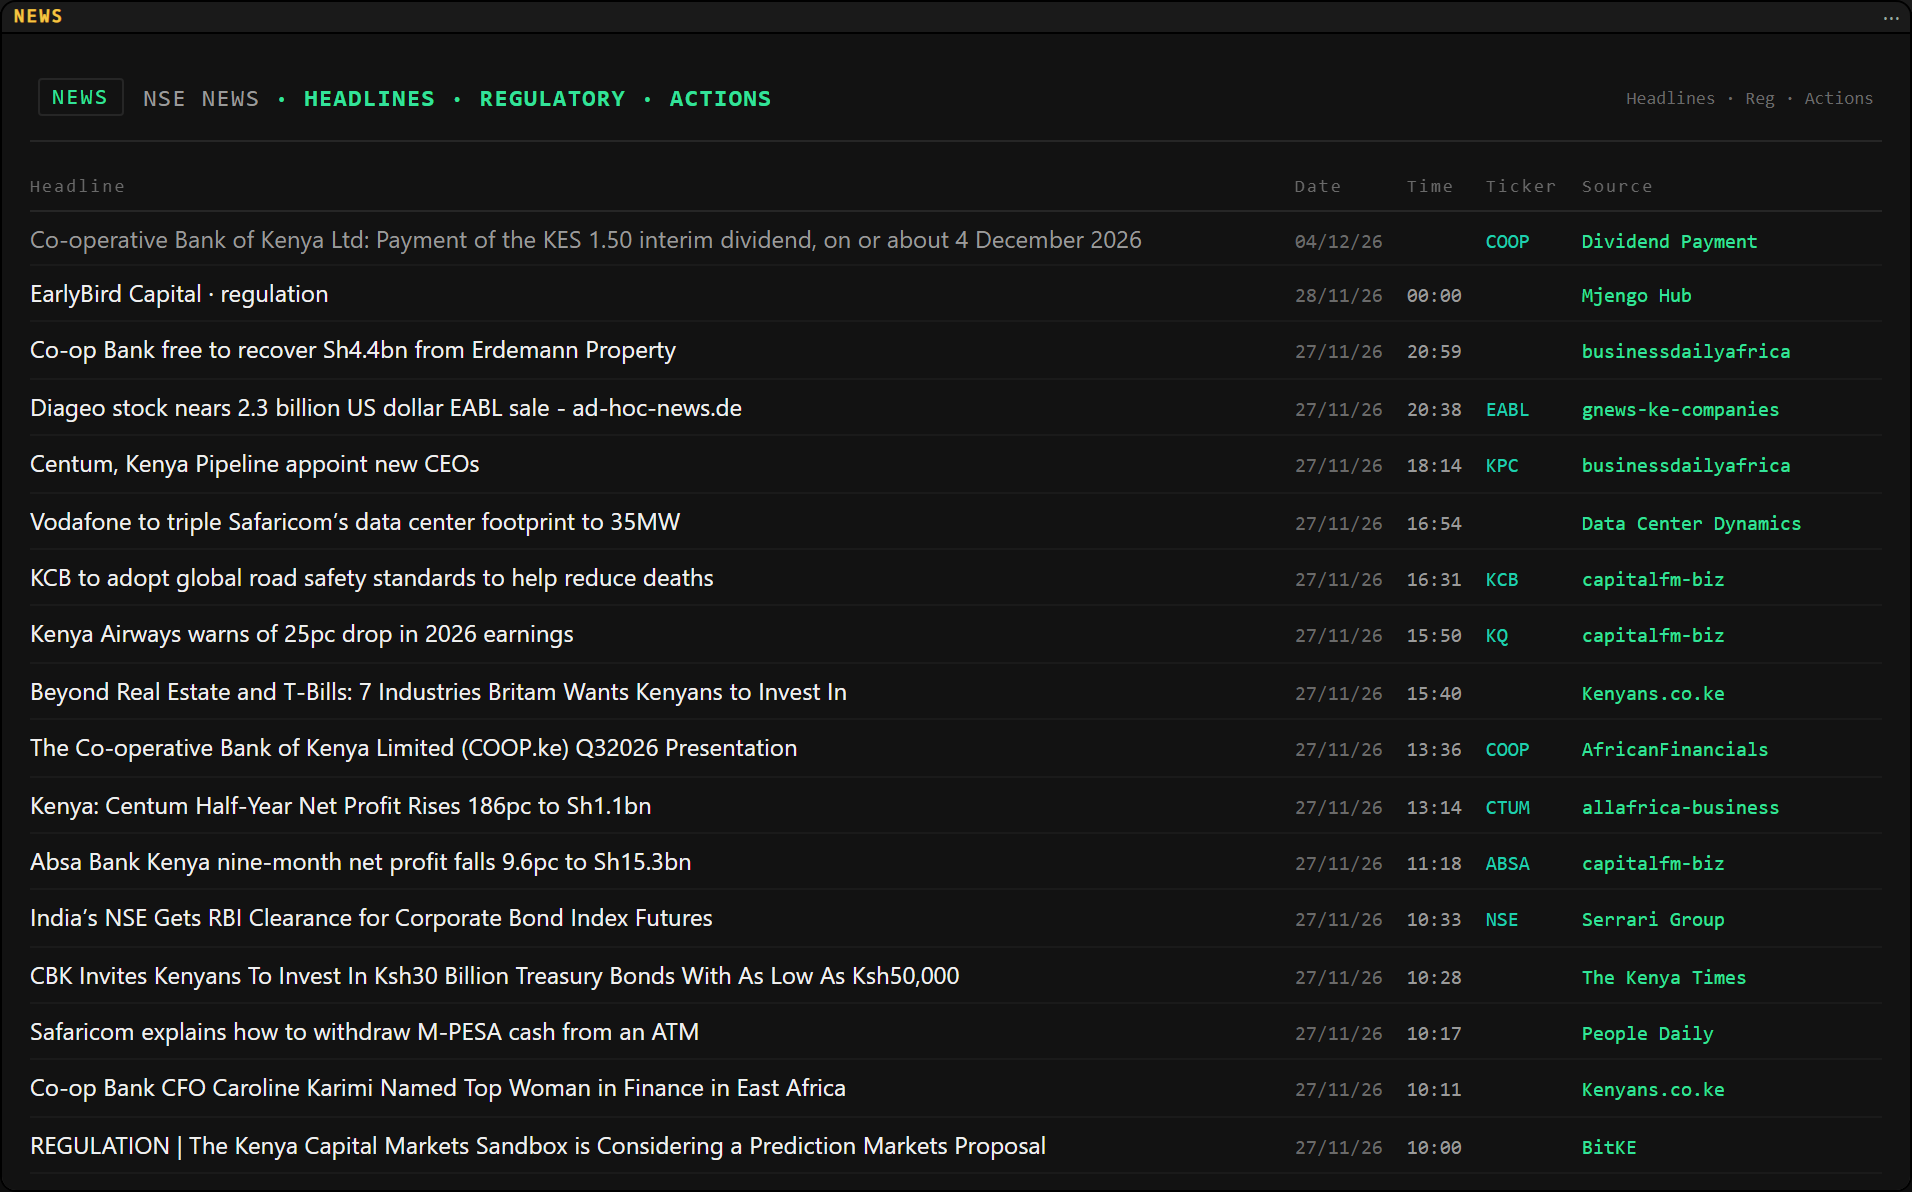 NEWS ...
NEWS NSE NEWS • HEADLINES • REGULATORY • ACTIONS Headlines · Reg · Actions
Headline Date Time Ticker Source
Co-operative Bank of Kenya Ltd: Payment of the KES 1.50 interim dividend, on or about 4 December 2026 04/12/26 COOP Dividend Payment
EarlyBird Capital · regulation 28/11/26 00:00 Mjengo Hub
Co-op Bank free to recover Sh4.4bn from Erdemann Property 27/11/26 20:59 businessdailyafrica
Diageo stock nears 2.3 billion US dollar EABL sale - ad-hoc-news.de 27/11/26 20:38 EABL gnews-ke-companies
Centum, Kenya Pipeline appoint new CEOs 27/11/26 18:14 KPC businessdailyafrica
Vodafone to triple Safaricom’s data center footprint to 35MW 27/11/26 16:54 Data Center Dynamics
KCB to adopt global road safety standards to help reduce deaths 27/11/26 16:31 KCB capitalfm-biz
Kenya Airways warns of 25pc drop in 2026 earnings 27/11/26 15:50 KQ capitalfm-biz
Beyond Real Estate and T-Bills: 7 Industries Britam Wants Kenyans to Invest In 27/11/26 15:40 Kenyans.co.ke
The Co-operative Bank of Kenya Limited (COOP.ke) Q32026 Presentation 27/11/26 13:36 COOP AfricanFinancials
Kenya: Centum Half-Year Net Profit Rises 186pc to Sh1.1bn 27/11/26 13:14 CTUM allafrica-business
Absa Bank Kenya nine-month net profit falls 9.6pc to Sh15.3bn 27/11/26 11:18 ABSA capitalfm-biz
India’s NSE Gets RBI Clearance for Corporate Bond Index Futures 27/11/26 10:33 NSE Serrari Group
CBK Invites Kenyans To Invest In Ksh30 Billion Treasury Bonds With As Low As Ksh50,000 27/11/26 10:28 The Kenya Times
Safaricom explains how to withdraw M-PESA cash from an ATM 27/11/26 10:17 People Daily
Co-op Bank CFO Caroline Karimi Named Top Woman in Finance in East Africa 27/11/26 10:11 Kenyans.co.ke
REGULATION | The Kenya Capital Markets Sandbox is Considering a Prediction Markets Proposal 27/11/26 10:00 BitKE